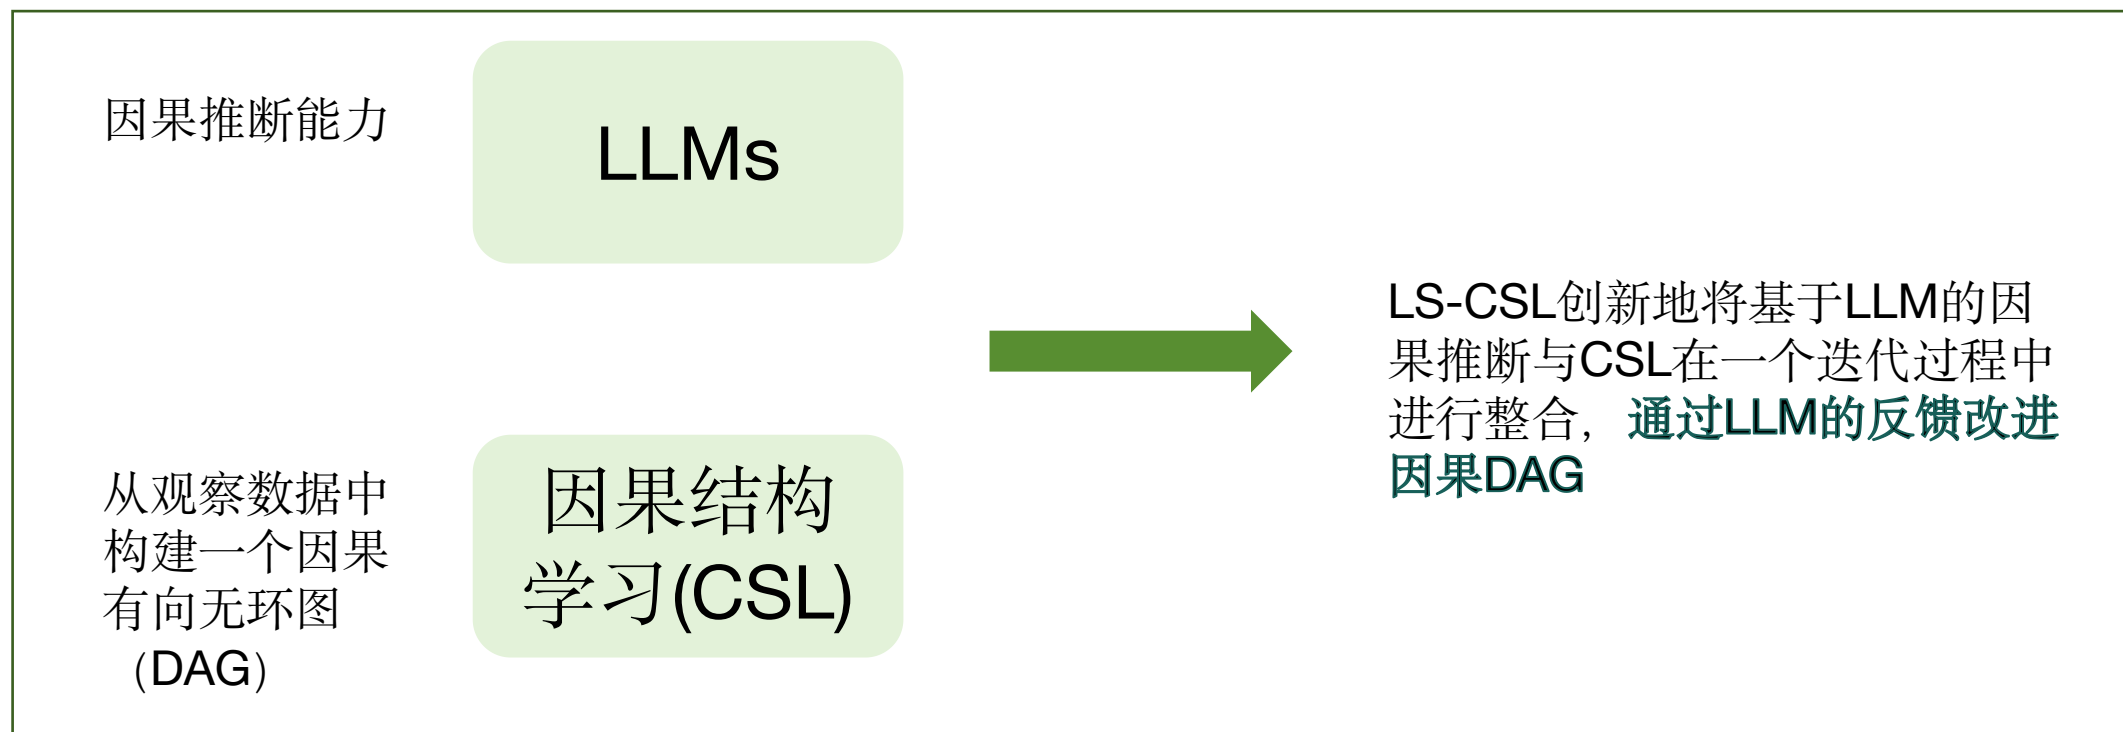 因果推断能力
LLMs
从观察数据中
构建一个因果
有向无环图
（DAG）
因果结构
学习(CSL)
LS-CSL创新地将基于LLM的因
果推断与CSL在一个迭代过程中
进行整合，通过LLM的反馈改进
因果DAG